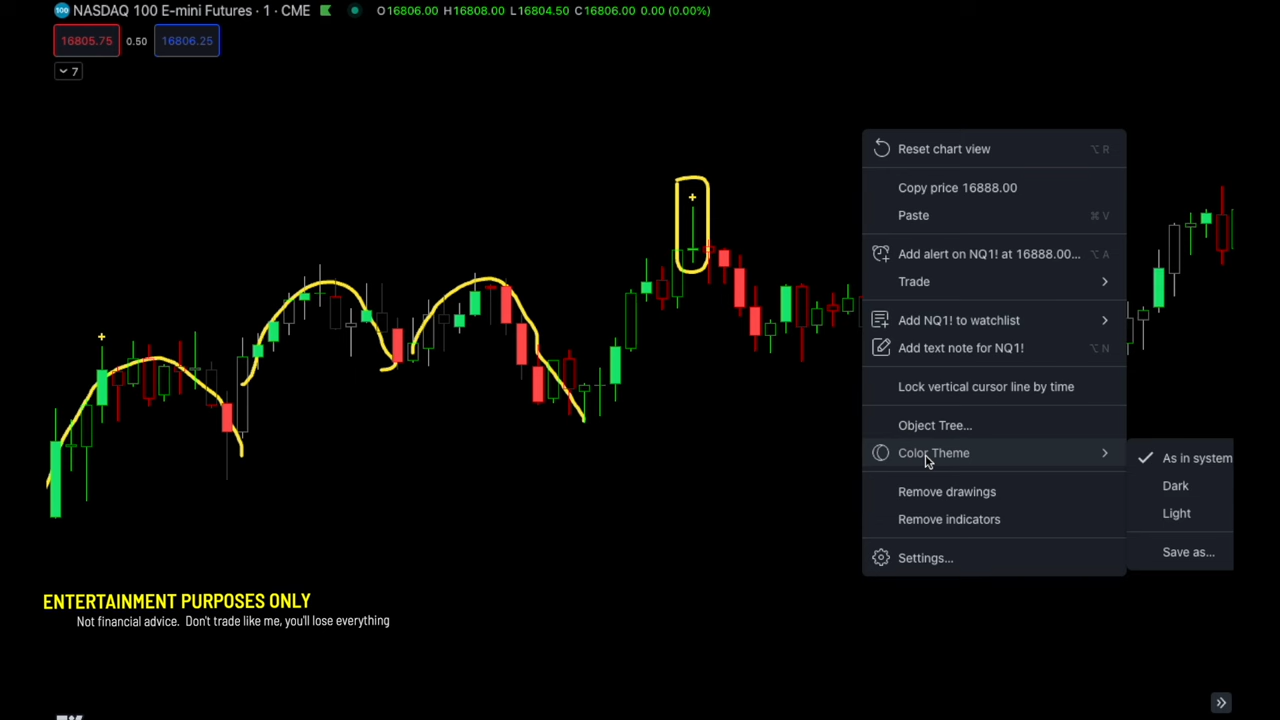 100 NASDAQ 100 E-mini Futures · 1 · CME O16806.00 H16808.00 L16804.50 C16806.00 0.00 (0.00%)
16805.75 0.50 16806.25
7
Reset chart view ⌥ R
Copy price 16888.00
Paste ⌘ V
Add alert on NQ1! at 16888.00... ⌥ A
Trade
Add NQ1! to watchlist
Add text note for NQ1! ⌥ N
Lock vertical cursor line by time
Object Tree...
Color Theme
As in system
Dark
Remove drawings
Light
Remove indicators
Save as...
Settings...
ENTERTAINMENT PURPOSES ONLY
Not financial advice. Don't trade like me, you'll lose everything